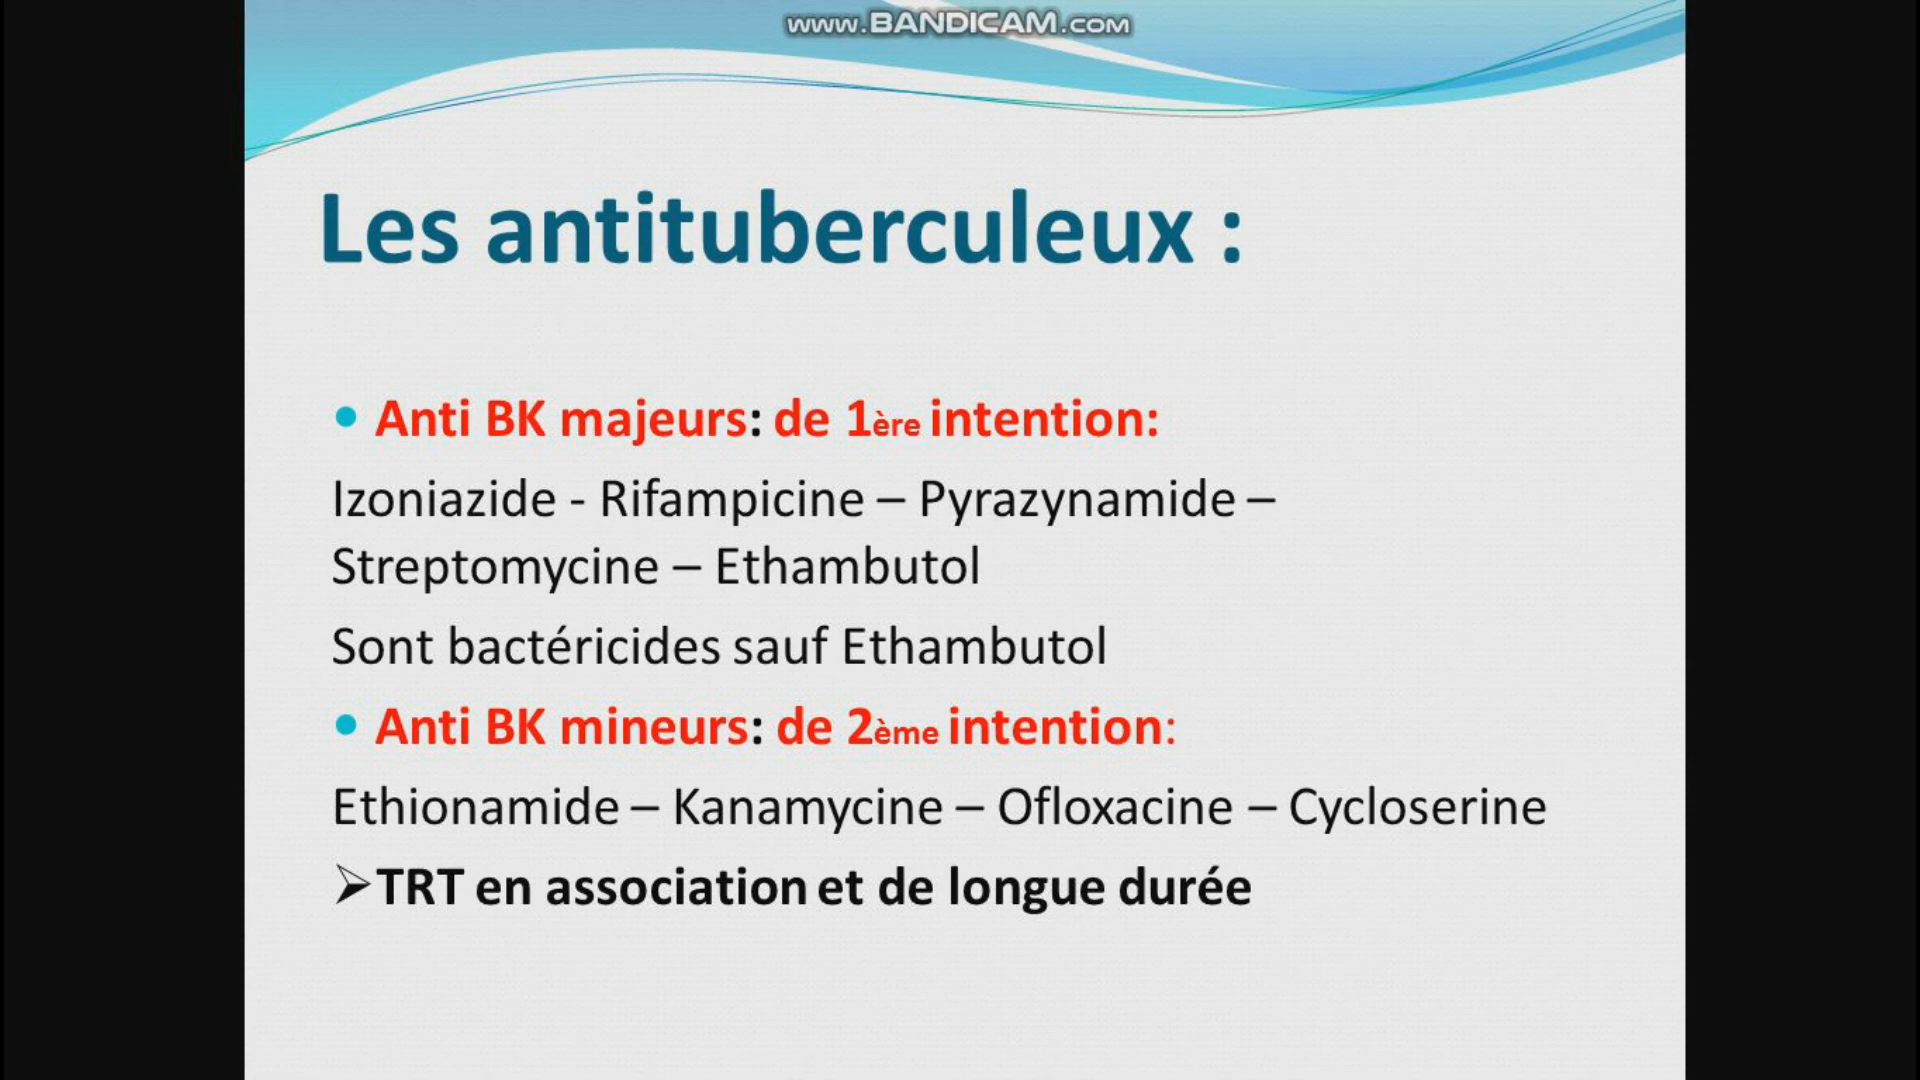 www.BANDICAM.com
Les antituberculeux :
• Anti BK majeurs: de 1ère intention:
Izoniazide - Rifampicine – Pyrazynamide –
Streptomycine – Ethambutol
Sont bactéricides sauf Ethambutol
• Anti BK mineurs: de 2ème intention:
Ethionamide – Kanamycine – Ofloxacine – Cycloserine
➢TRT en association et de longue durée